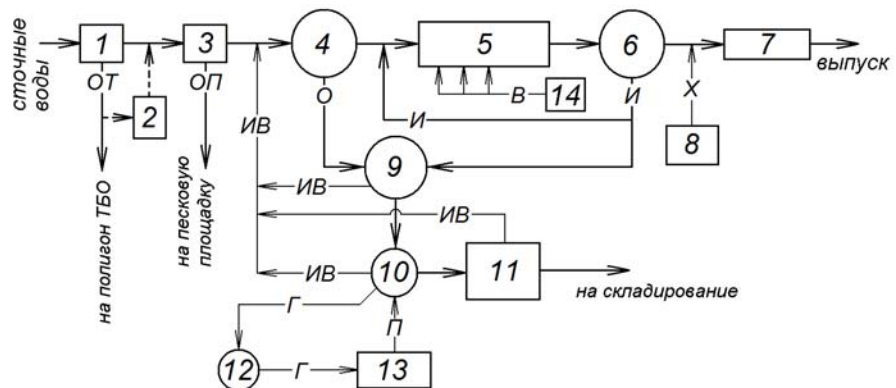 сточные
воды
1
3
4
5
6
7
выпуск
ОТ
ОП
О
В
14
И
Х
2
ИВ
И
8
9
на полигон ТБО
на песковую
площадку
ИВ
ИВ
ИВ
10
11
на складирование
Г
П
12
Г
13